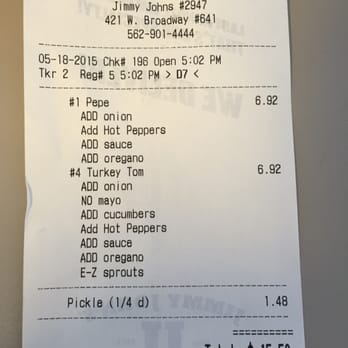 Jimmy Johns #2947
421 W. Broadway #641
562-901-4444
05-18-2015 Chk# 196 Open 5:02 PM
Tkr 2 Reg# 5 5:02 PM > D7 <
#1 Pepe 6.92
ADD onion
Add Hot Peppers
ADD sauce
ADD oregano
#4 Turkey Tom 6.92
ADD onion
NO mayo
ADD cucumbers
Add Hot Peppers
ADD sauce
ADD oregano
E-Z sprouts
Pickle (1/4 d) 1.48
==========